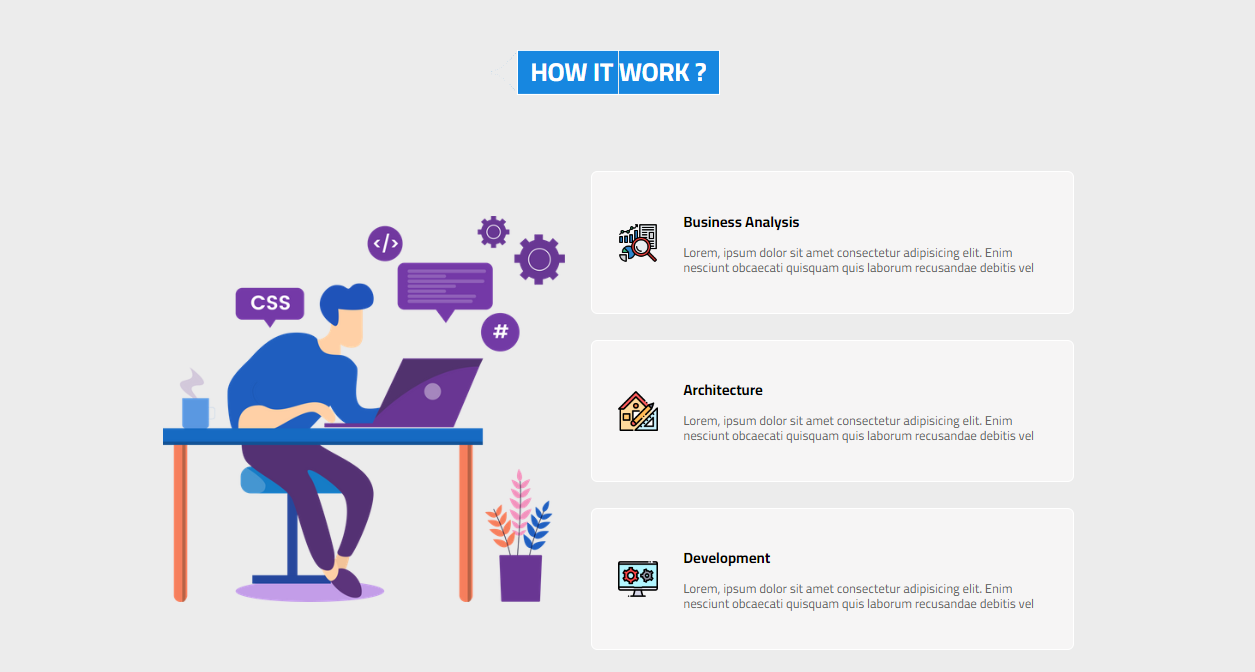 HOW IT WORK ?
</>
CSS
#
Business Analysis
Lorem, ipsum dolor sit amet consectetur adipisicing elit. Enim
nesciunt obcaecati quisquam quis laborum recusandae debitis vel
Architecture
Lorem, ipsum dolor sit amet consectetur adipisicing elit. Enim
nesciunt obcaecati quisquam quis laborum recusandae debitis vel
Development
Lorem, ipsum dolor sit amet consectetur adipisicing elit. Enim
nesciunt obcaecati quisquam quis laborum recusandae debitis vel